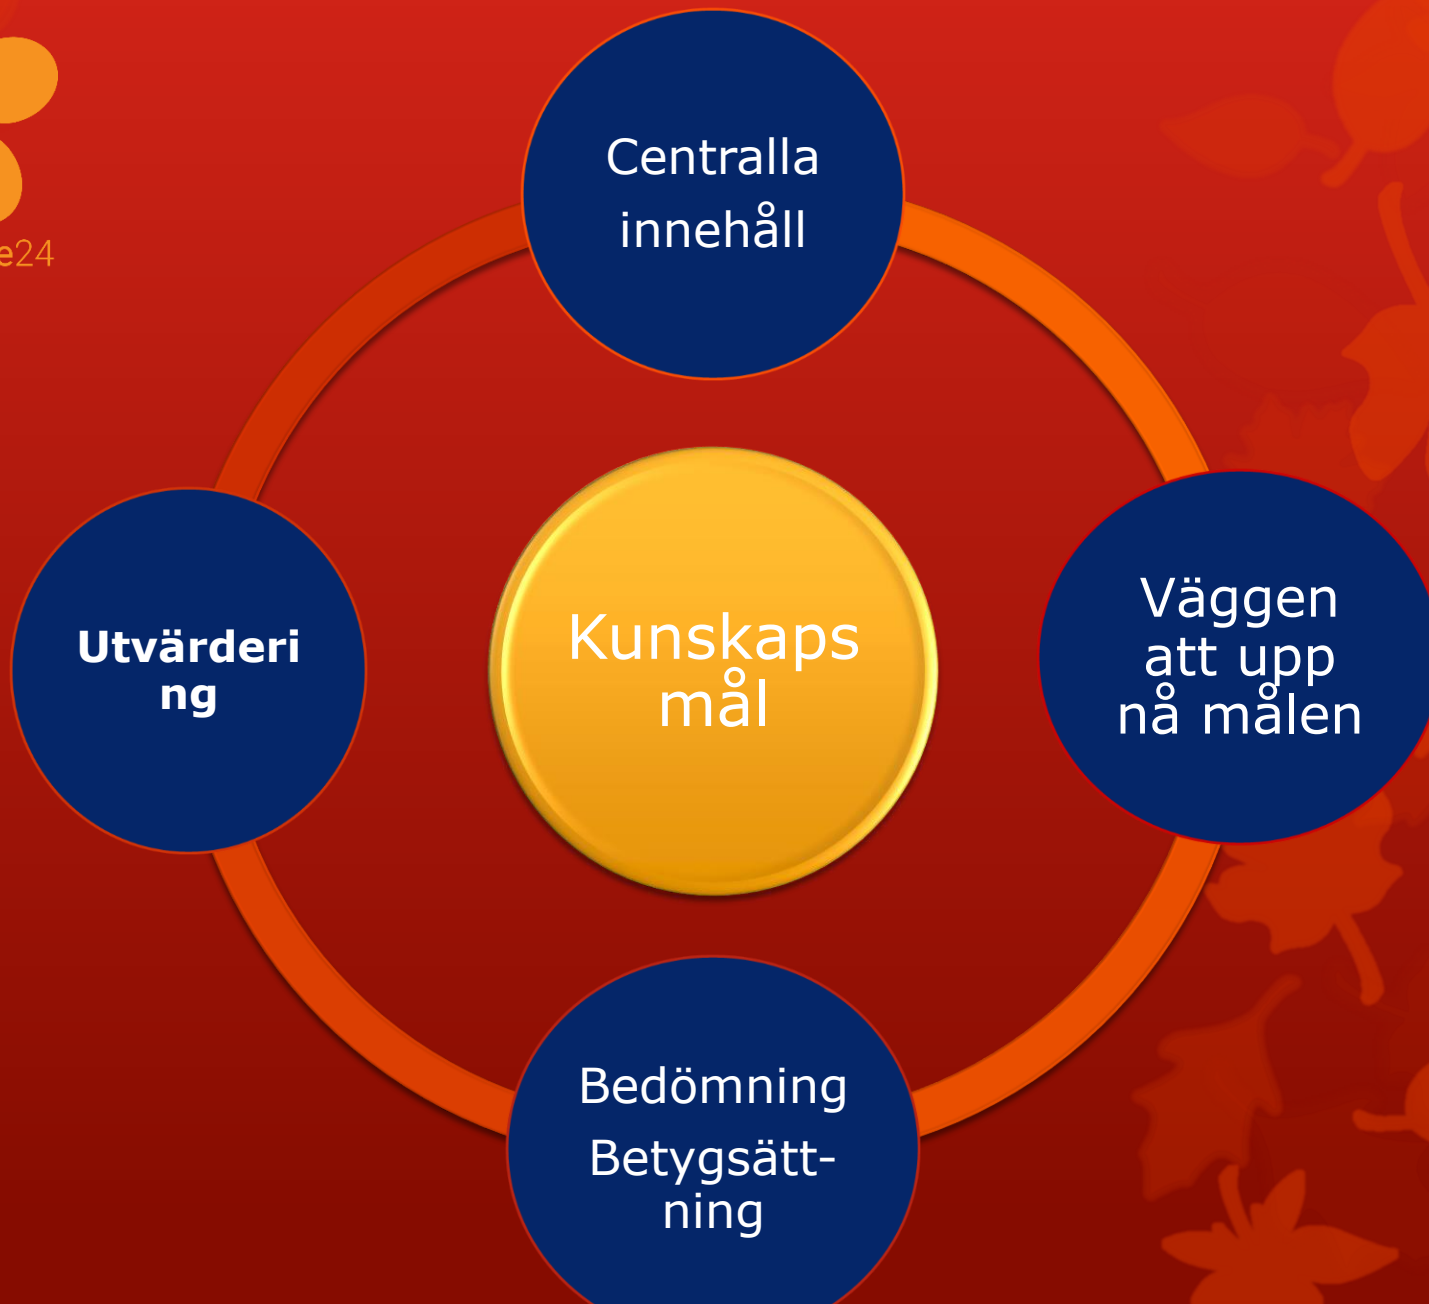 Centralla
innehåll
e24
Kunskaps
mål
Väggen
att upp
nå målen
Utvärderi
ng
Bedömning
Betygsätt-
ning